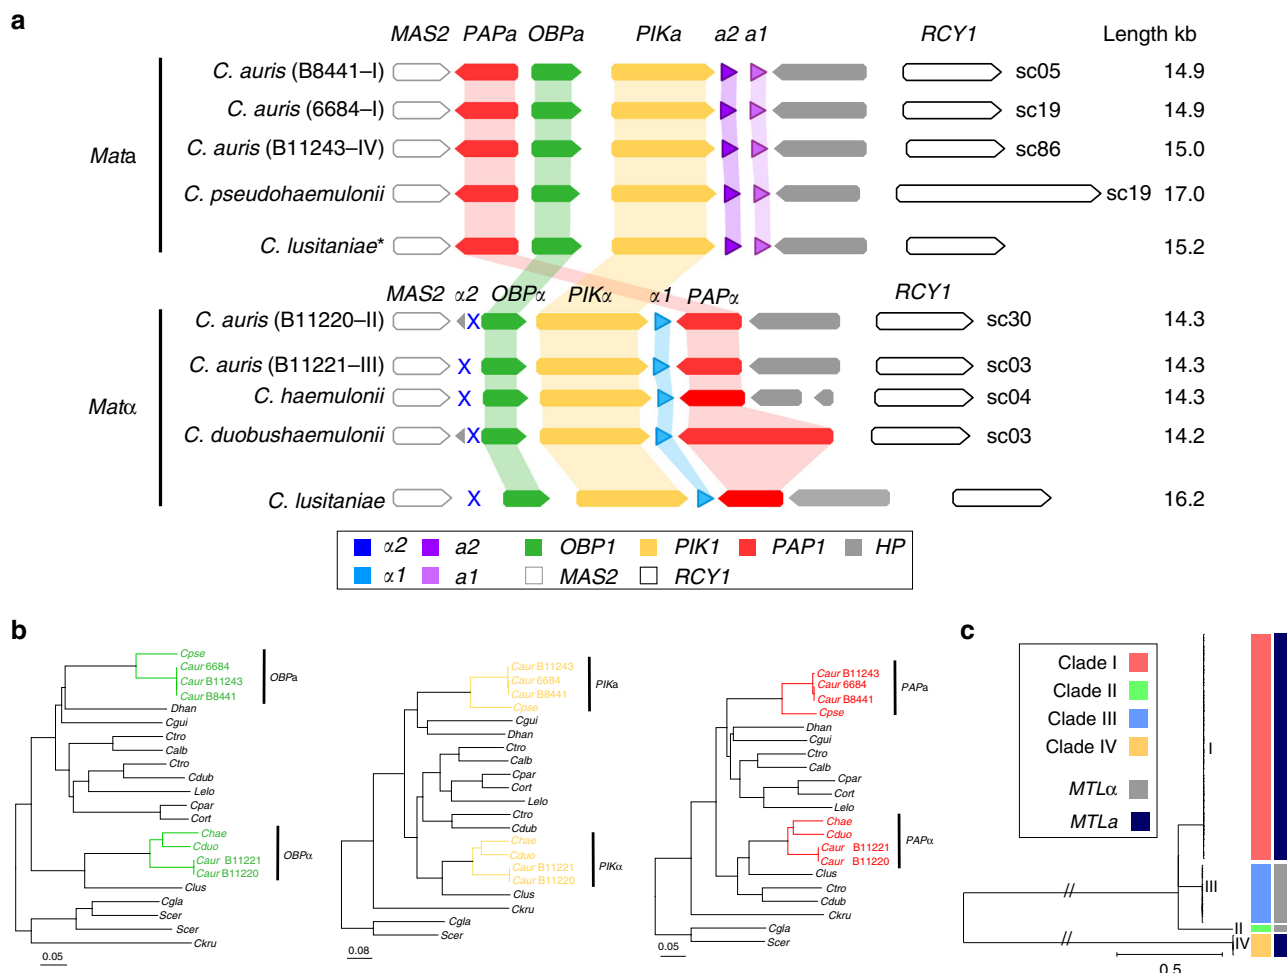 a
MAS2 PAPa OBPa PIKa a2 a1 RCY1 Length kb
C. auris (B8441–I) sc05 14.9
C. auris (6684–I) sc19 14.9
C. auris (B11243–IV) sc86 15.0
Mata
C. pseudohaemulonii sc19 17.0
C. lusitaniae* 15.2
MAS2 α2 OBPα PIKα α1 PAPα RCY1
C. auris (B11220–II) X sc30 14.3
C. auris (B11221–III) X sc03 14.3
C. haemulonii X sc04 14.3
Matα
C. duobushaemulonii X sc03 14.2
C. lusitaniae X 16.2
α2 a2 OBP1 PIK1 PAP1 HP
α1 a1 MAS2 RCY1
b
Cpse
Caur 6684
Caur B11243
Caur B8441
OBPa
Dhan
Cgui
Ctro
Calb
Ctro
Cdub
Lelo
Cpar
Cort
Chae
Cduo
Caur B11221
Caur B11220
OBPα
Clus
Cgla
Scer
Scer
Ckru
0.05
Caur B11243
Caur 6684
Caur B8441
Cpse
PIKa
Cgui
Dhan
Ctro
Calb
Cpar
Cort
Lelo
Ctro
Cdub
Chae
Cduo
Caur B11221
Caur B11220
PIKα
Clus
Ckru
Cgla
Scer
0.08
Caur B11243
Caur 6684
Caur B8441
Cpse
PAPa
Dhan
Cgui
Ctro
Calb
Cpar
Cort
Lelo
Chae
Cduo
Caur B11221
Caur B11220
PAPα
Clus
Ctro
Cdub
Ckru
Cgla
Scer
0.05
c
Clade I
Clade II
Clade III
Clade IV
MTLα
MTLa
I
III
II
IV
//
//
0.5